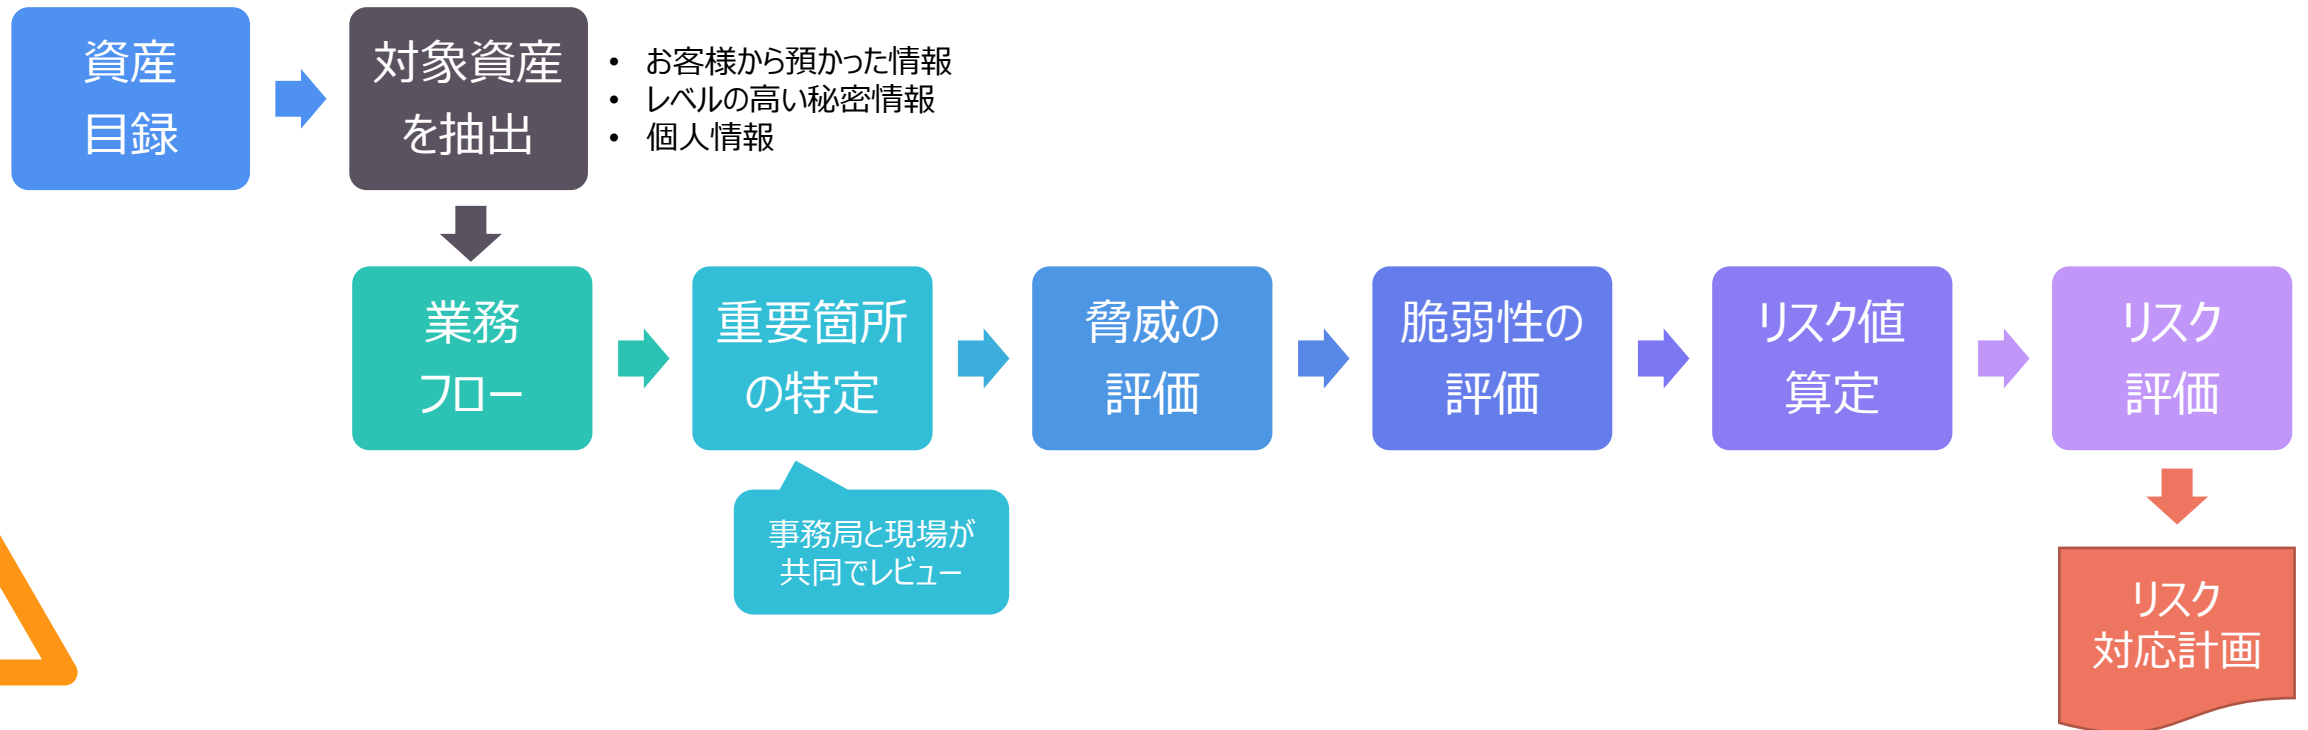 資産
目録
対象資産
を抽出
• お客様から預かった情報
• レベルの高い秘密情報
• 個人情報
業務
フロー
重要箇所
の特定
脅威の
評価
脆弱性の
評価
リスク値
算定
リスク
評価
事務局と現場が
共同でレビュー
リスク
対応計画